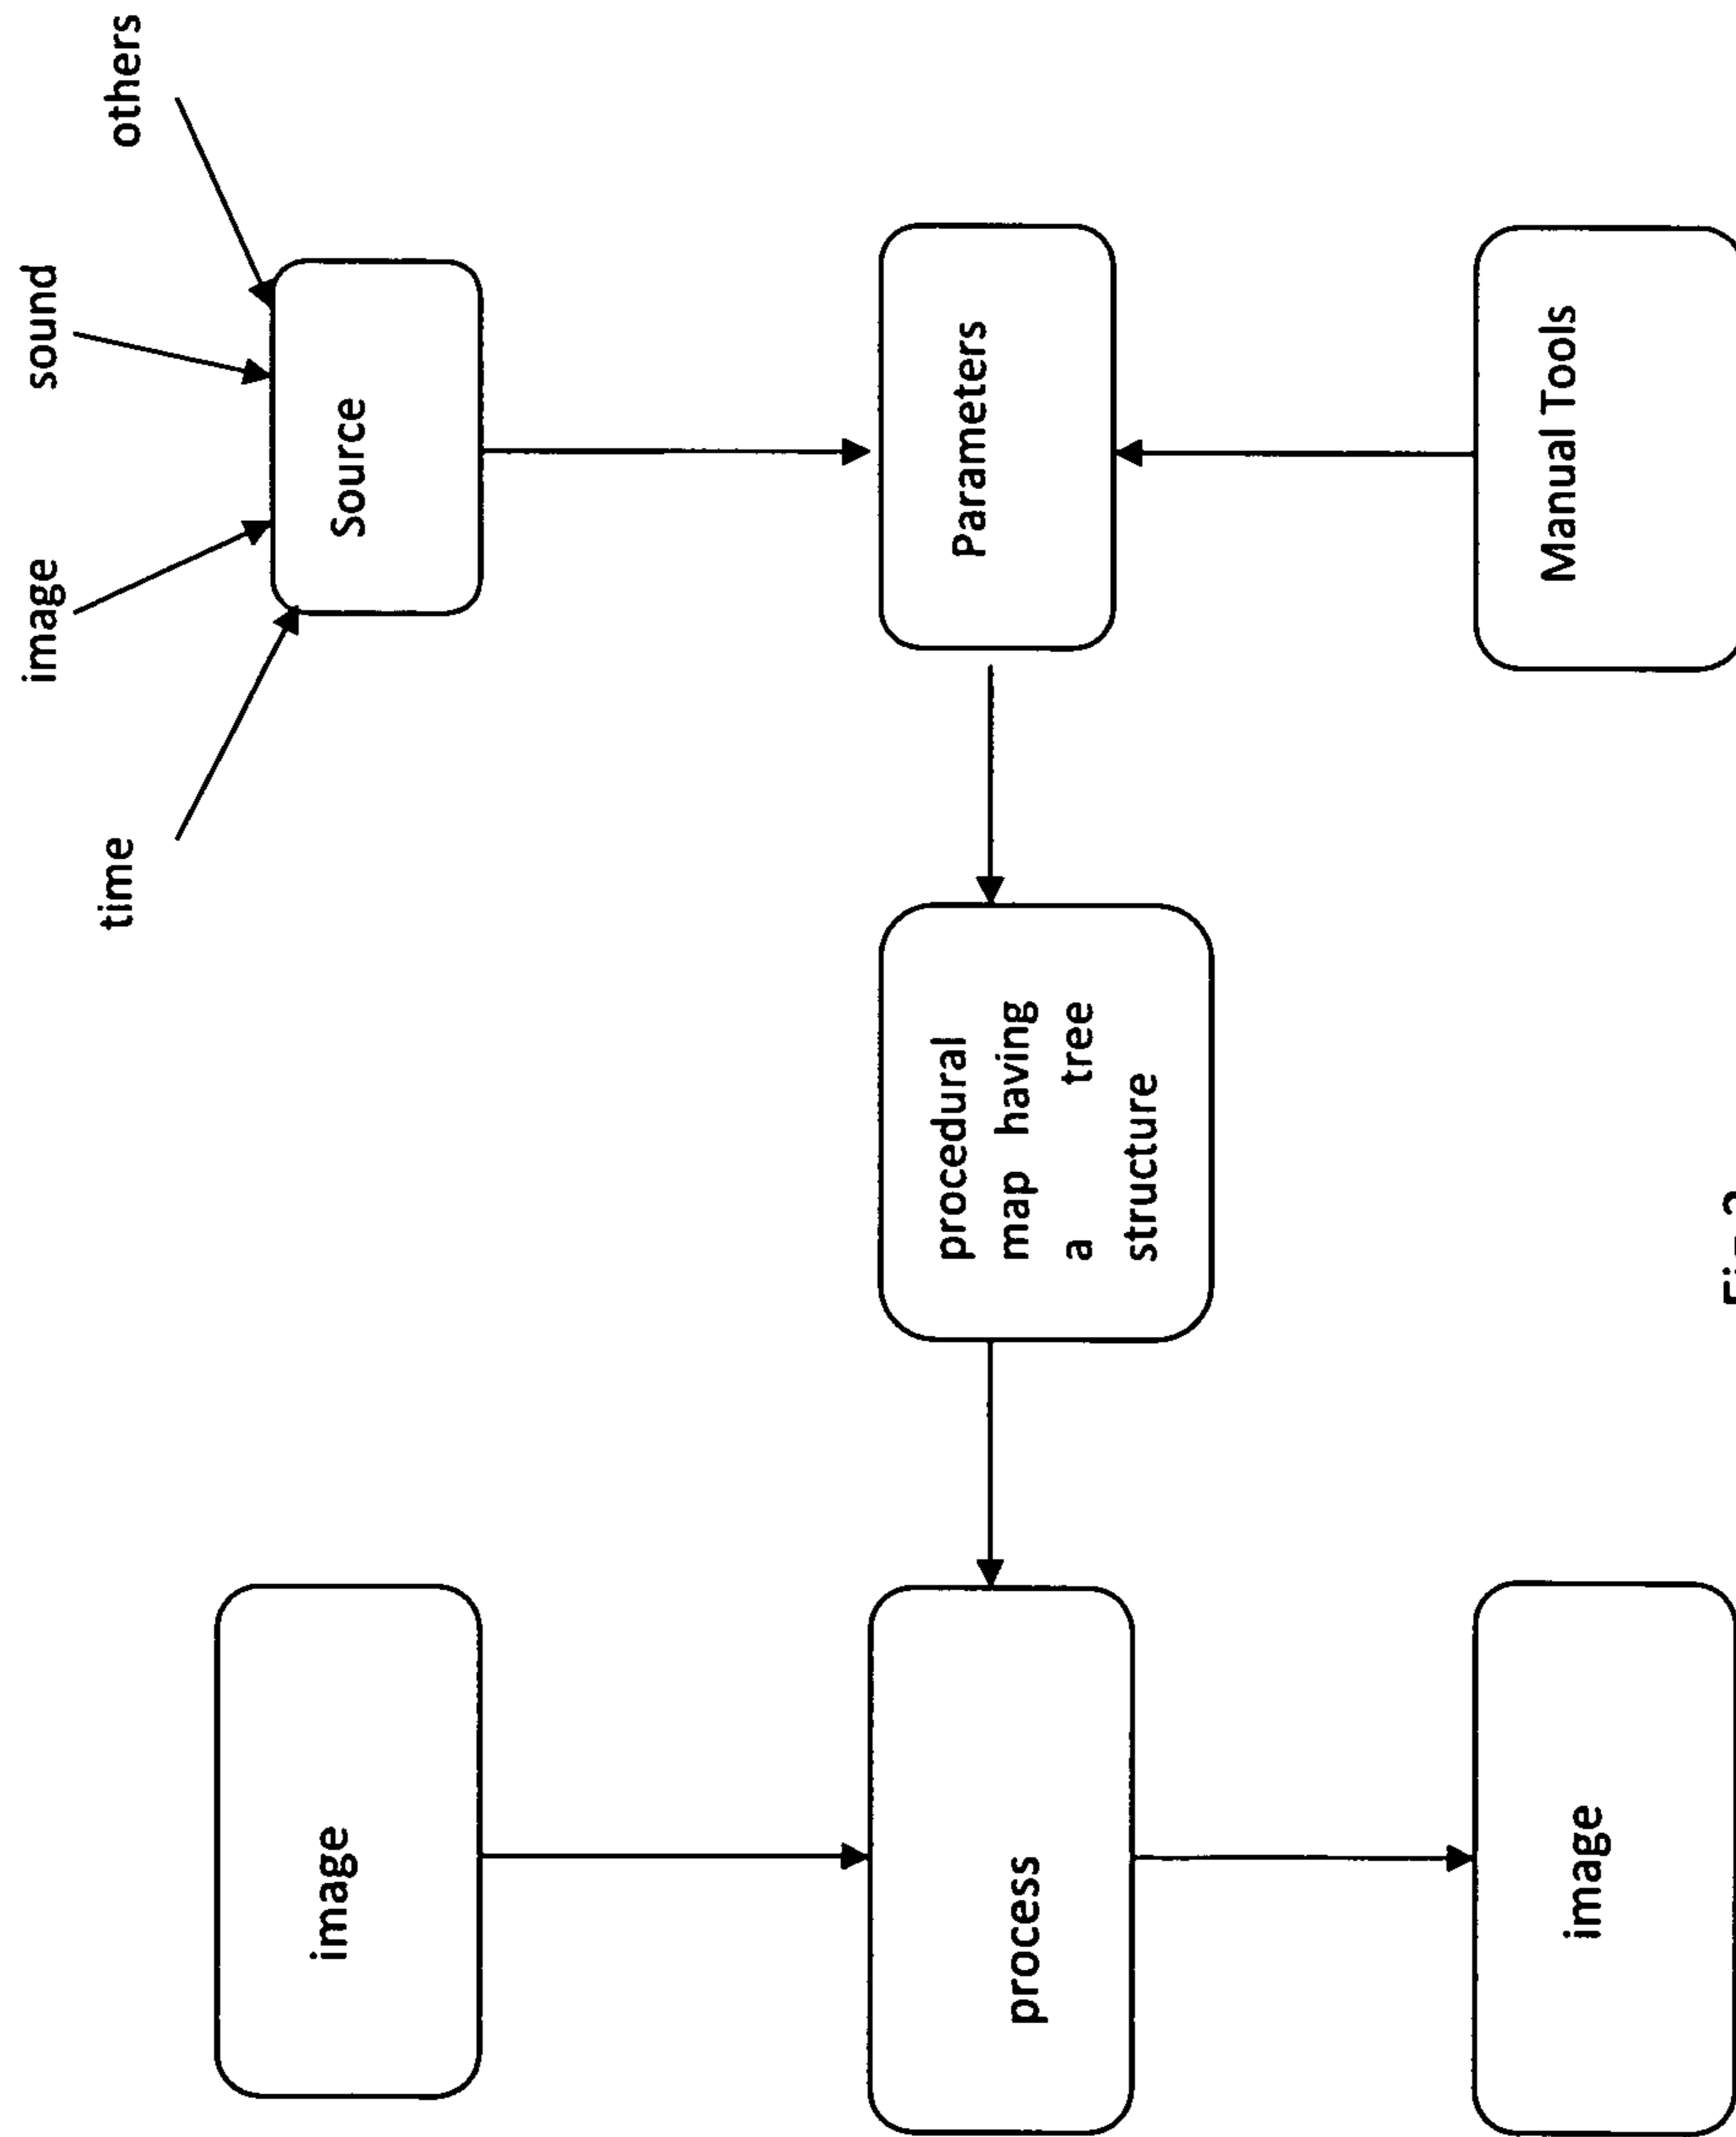 image
sound
time
others
image
Source
procedural
map having
a tree
structure
Parameters
process
image
Manual Tools